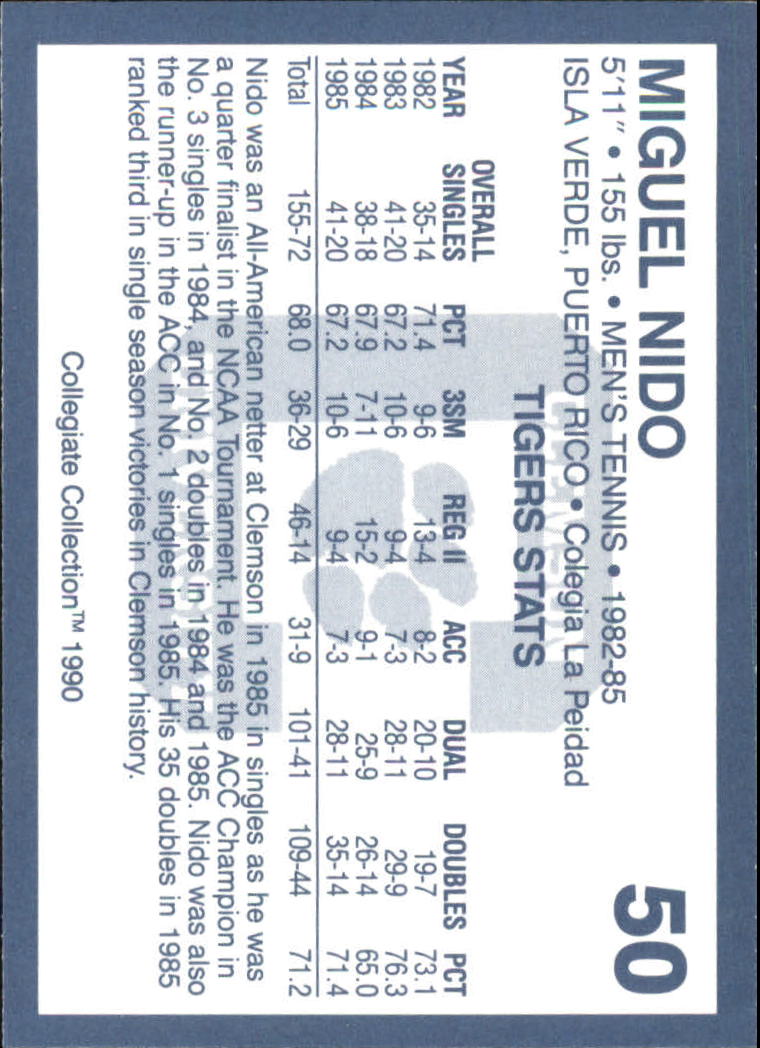 MIGUEL NIDO 50
5'11" • 155 lbs. • MEN'S TENNIS • 1982-85
ISLA VERDE, PUERTO RICO • Colegia La Peidad
TIGERS STATS
OVERALL
YEAR SINGLES PCT 3SM REG II ACC DUAL DOUBLES PCT
1982 35-14 71.4 9-6 13-4 8-2 20-10 19-7 73.1
1983 41-20 67.2 10-6 9-4 7-3 28-11 29-9 76.3
1984 38-18 67.9 7-11 15-2 9-1 25-9 26-14 65.0
1985 41-20 67.2 10-6 9-4 7-3 28-11 35-14 71.4
Total 155-72 68.0 36-29 46-14 31-9 101-41 109-44 71.2
Nido was an All-American netter at Clemson in 1985 in singles as he was
a quarter finalist in the NCAA Tournament. He was the ACC Champion in
No. 3 singles in 1984, and No. 2 doubles in 1984 and 1985. Nido was also
the runner-up in the ACC in No. 1 singles in 1985. His 35 doubles in 1985
ranked third in single season victories in Clemson history.
Collegiate Collection™ 1990